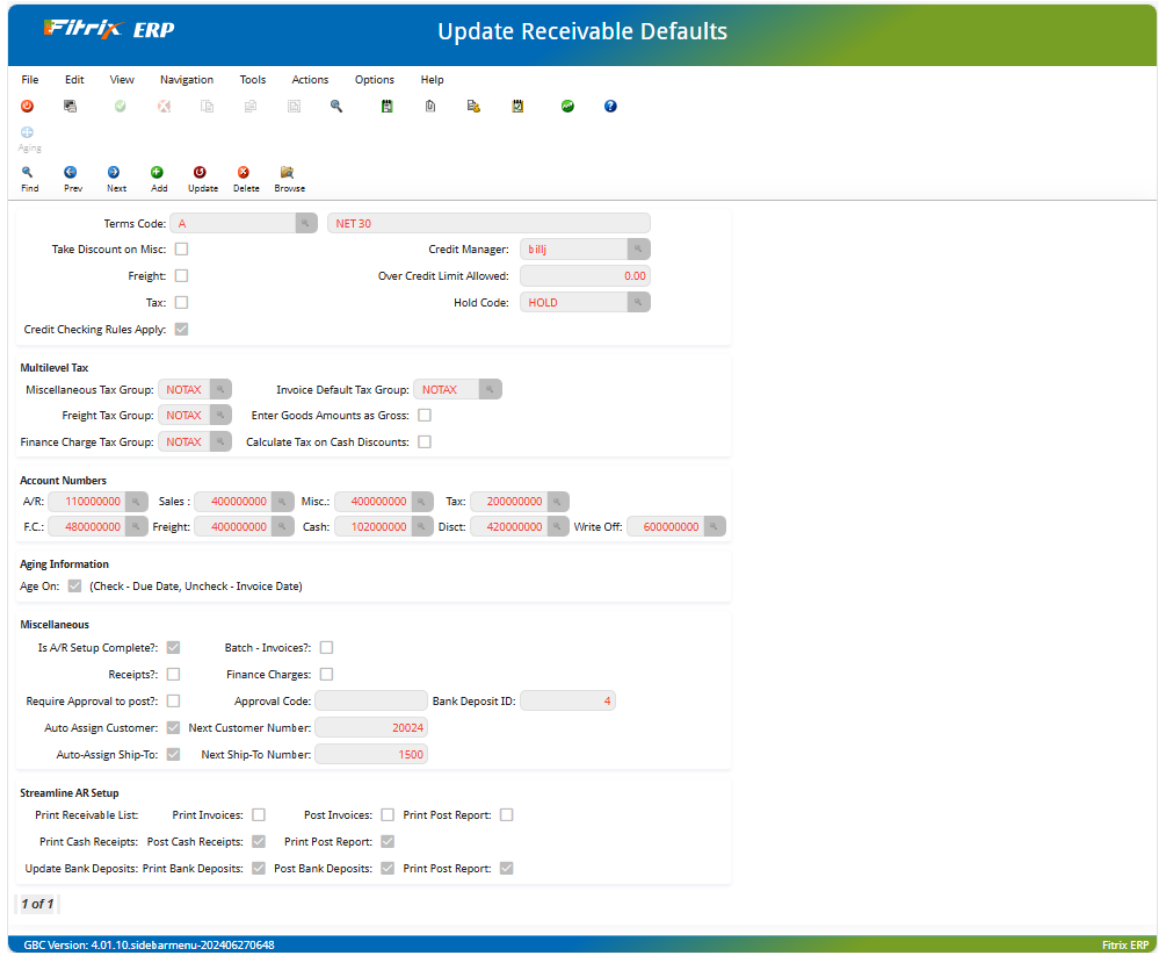 Fitrix ERP
Update Receivable Defaults
File Edit View Navigation Tools Actions Options Help
Aging
Find Prev Next Add Update Delete Browse
Terms Code: A NET 30
Take Discount on Misc: Credit Manager: billj
Freight: Over Credit Limit Allowed: 0.00
Tax: Hold Code: HOLD
Credit Checking Rules Apply:
Multilevel Tax
Miscellaneous Tax Group: NOTAX Invoice Default Tax Group: NOTAX
Freight Tax Group: NOTAX Enter Goods Amounts as Gross:
Finance Charge Tax Group: NOTAX Calculate Tax on Cash Discounts:
Account Numbers
A/R: 110000000 Sales : 400000000 Misc.: 400000000 Tax: 200000000
F.C.: 480000000 Freight: 400000000 Cash: 102000000 Disct: 420000000 Write Off: 600000000
Aging Information
Age On: (Check - Due Date, Uncheck - Invoice Date)
Miscellaneous
Is A/R Setup Complete?: Batch - Invoices?:
Receipts?: Finance Charges:
Require Approval to post?: Approval Code: Bank Deposit ID: 4
Auto Assign Customer: Next Customer Number: 20024
Auto-Assign Ship-To: Next Ship-To Number: 1500
Streamline AR Setup
Print Receivable List: Print Invoices: Post Invoices: Print Post Report:
Print Cash Receipts: Post Cash Receipts: Print Post Report:
Update Bank Deposits: Print Bank Deposits: Post Bank Deposits: Print Post Report:
1 of 1
GBC Version: 4.01.10.sidebarmenu-202406270648 Fitrix ERP